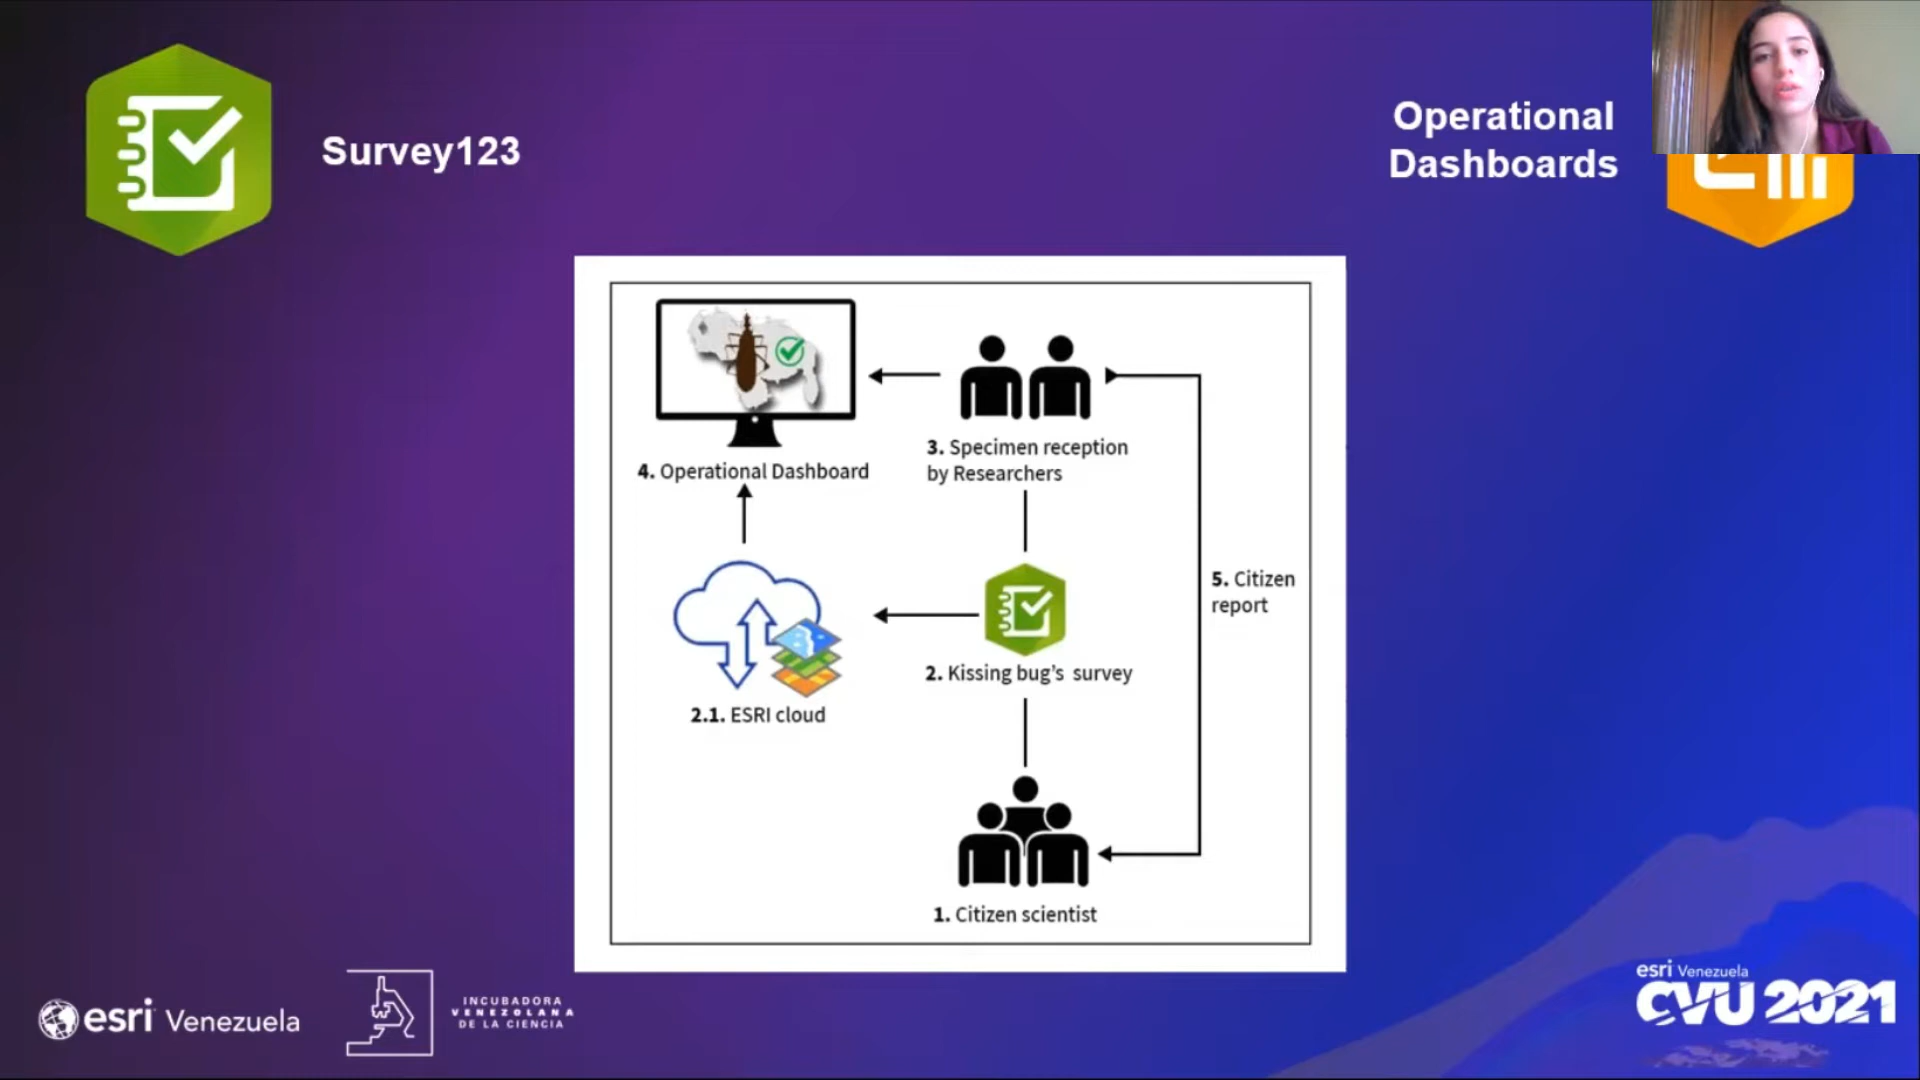 Survey123
Operational
Dashboards
3. Specimen reception
by Researchers
4. Operational Dashboard
5. Citizen
report
2. Kissing bug's survey
2.1. ESRI cloud
1. Citizen scientist
esri Venezuela
INCUBADORA
VENEZOLANA
DE LA CIENCIA
esri Venezuela
CVU 2021